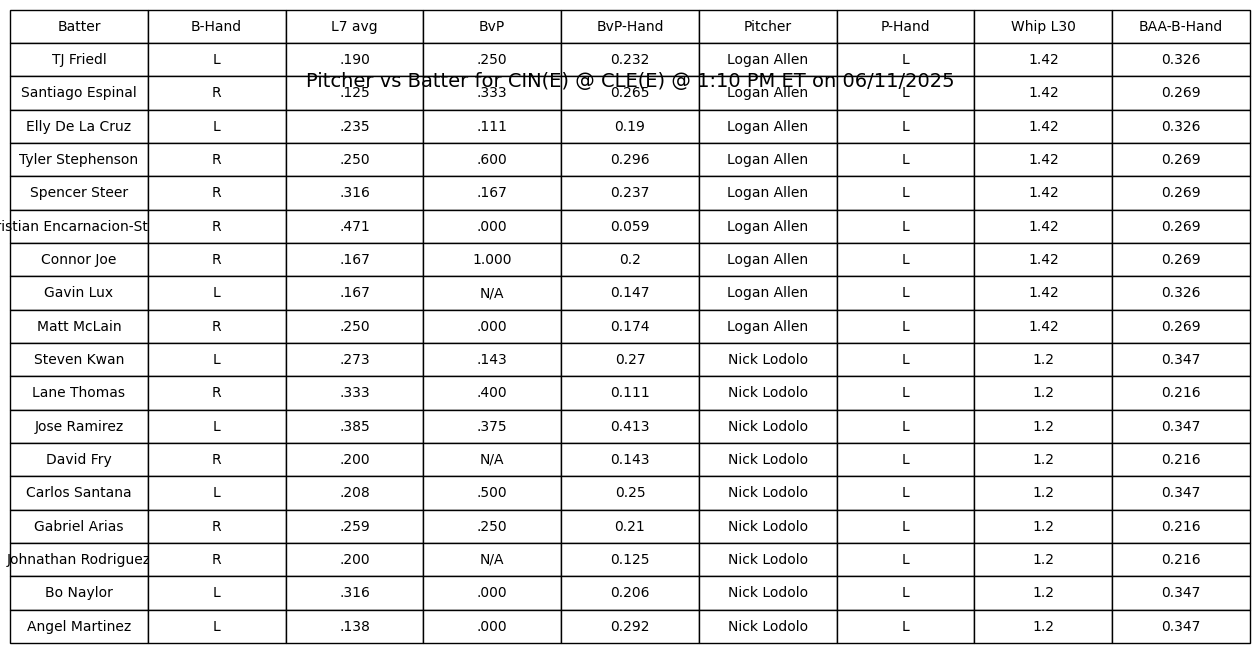 Batter B-Hand L7 avg BvP BvP-Hand Pitcher P-Hand Whip L30 BAA-B-Hand
TJ Friedl L .190 .250 0.232 Logan Allen L 1.42 0.326
Pitcher vs Batter for CIN(E) @ CLE(E) @ 1:10 PM ET on 06/11/2025
Santiago Espinal R .125 .333 0.265 Logan Allen L 1.42 0.269
Elly De La Cruz L .235 .111 0.19 Logan Allen L 1.42 0.326
Tyler Stephenson R .250 .600 0.296 Logan Allen L 1.42 0.269
Spencer Steer R .316 .167 0.237 Logan Allen L 1.42 0.269
ristian Encarnacion-St R .471 .000 0.059 Logan Allen L 1.42 0.269
Connor Joe R .167 1.000 0.2 Logan Allen L 1.42 0.269
Gavin Lux L .167 N/A 0.147 Logan Allen L 1.42 0.326
Matt McLain R .250 .000 0.174 Logan Allen L 1.42 0.269
Steven Kwan L .273 .143 0.27 Nick Lodolo L 1.2 0.347
Lane Thomas R .333 .400 0.111 Nick Lodolo L 1.2 0.216
Jose Ramirez L .385 .375 0.413 Nick Lodolo L 1.2 0.347
David Fry R .200 N/A 0.143 Nick Lodolo L 1.2 0.216
Carlos Santana L .208 .500 0.25 Nick Lodolo L 1.2 0.347
Gabriel Arias R .259 .250 0.21 Nick Lodolo L 1.2 0.216
Johnathan Rodriguez R .200 N/A 0.125 Nick Lodolo L 1.2 0.216
Bo Naylor L .316 .000 0.206 Nick Lodolo L 1.2 0.347
Angel Martinez L .138 .000 0.292 Nick Lodolo L 1.2 0.347